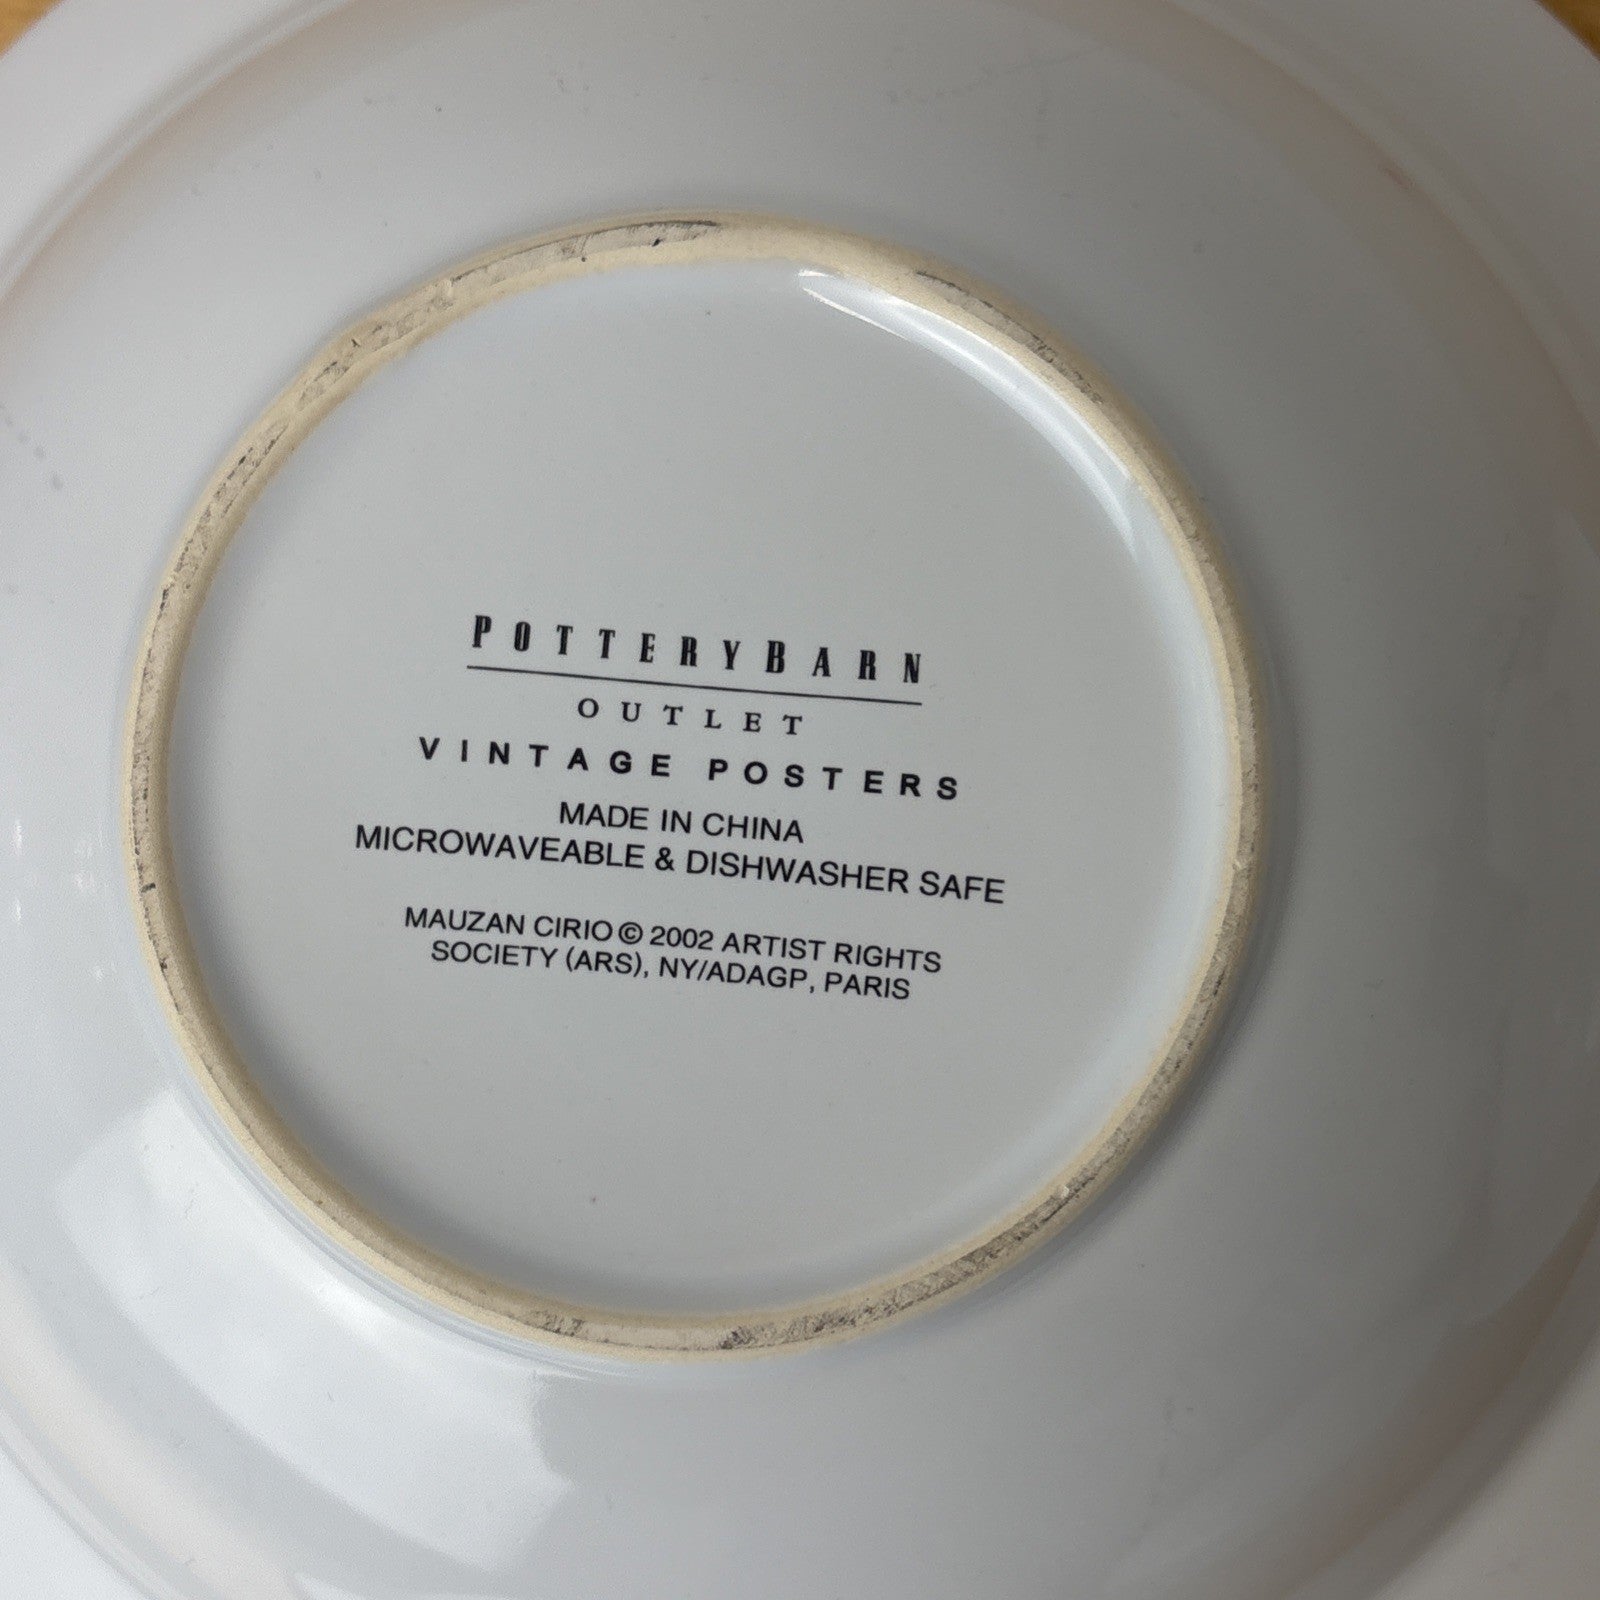 POTTERYBARN
OUTLET
VINTAGE POSTERS
MADE IN CHINA
MICROWAVEABLE & DISHWASHER SAFE
MAUZAN CIRIO © 2002 ARTIST RIGHTS
SOCIETY (ARS), NY/ADAGP, PARIS